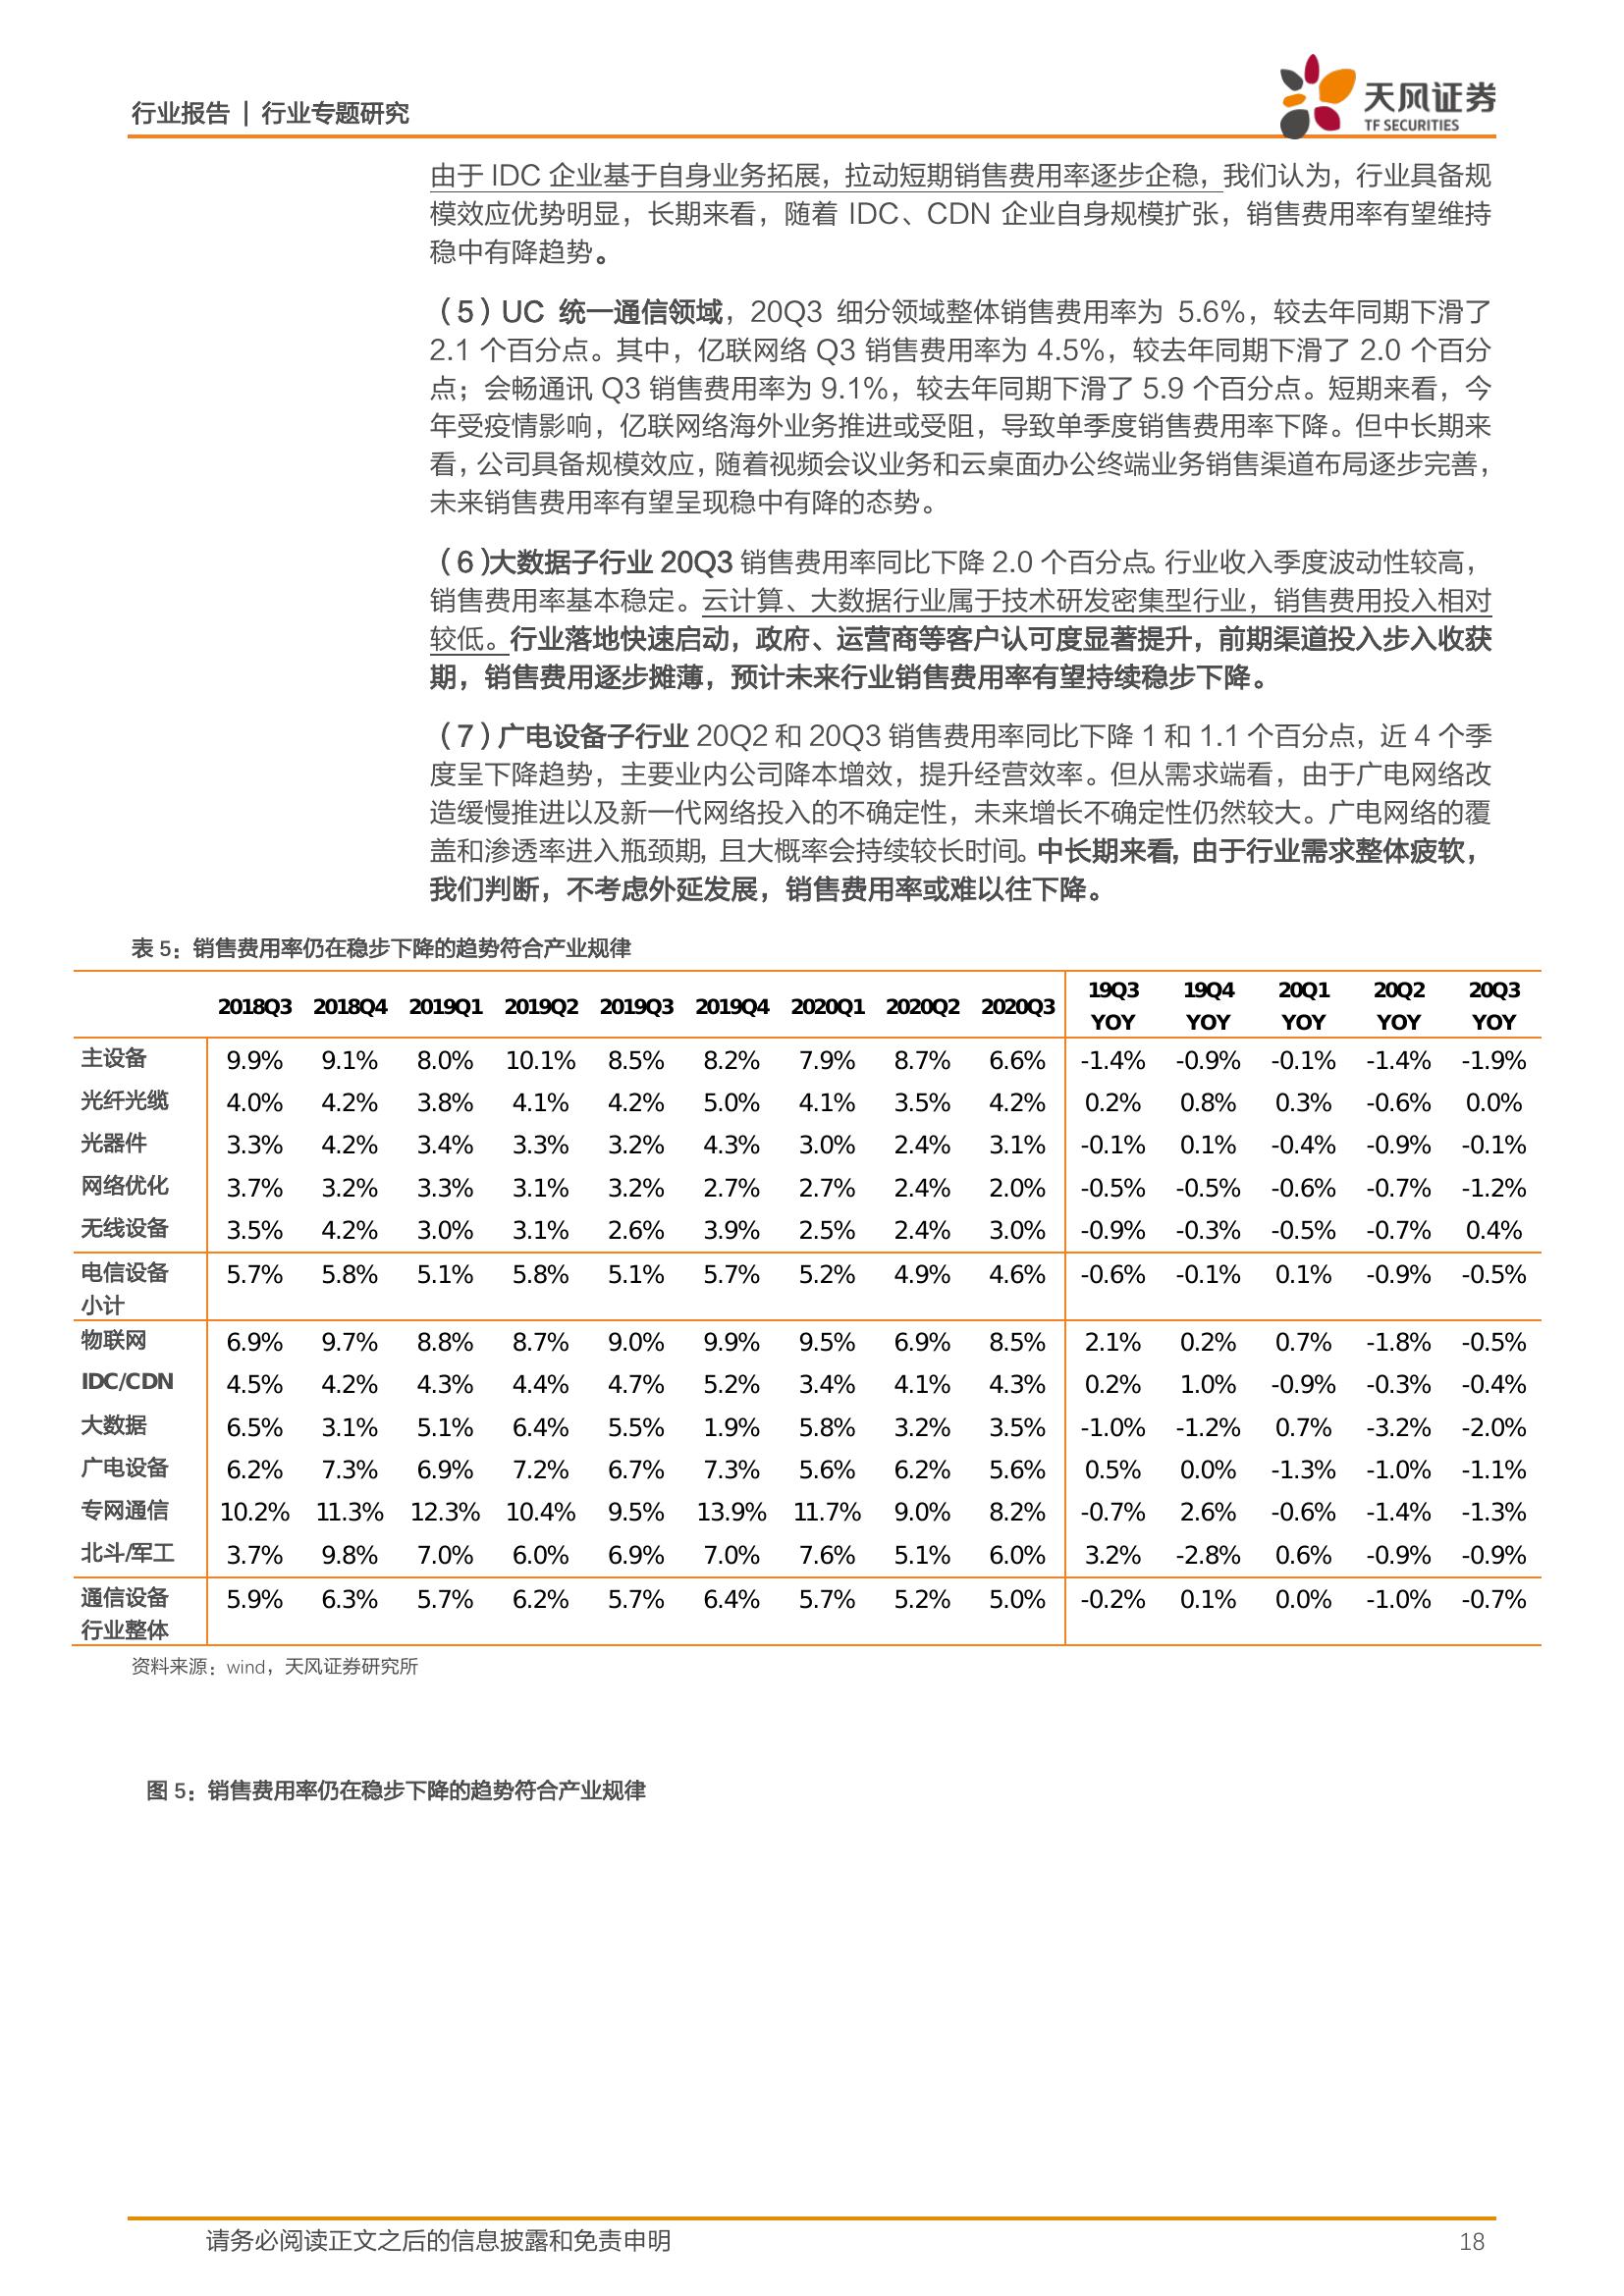 行业报告 | 行业专题研究
天风证券
TF SECURITIES
由于 IDC 企业基于自身业务拓展，拉动短期销售费用率逐步企稳，我们认为，行业具备规
模效应优势明显，长期来看，随着 IDC、CDN 企业自身规模扩张，销售费用率有望维持
稳中有降趋势。
（5）UC 统一通信领域，20Q3 细分领域整体销售费用率为 5.6%，较去年同期下滑了
2.1 个百分点。其中，亿联网络 Q3 销售费用率为 4.5%，较去年同期下滑了 2.0 个百分
点；会畅通讯 Q3 销售费用率为 9.1%，较去年同期下滑了 5.9 个百分点。短期来看，今
年受疫情影响，亿联网络海外业务推进或受阻，导致单季度销售费用率下降。但中长期来
看，公司具备规模效应，随着视频会议业务和云桌面办公终端业务销售渠道布局逐步完善，
未来销售费用率有望呈现稳中有降的态势。
（6）大数据子行业 20Q3 销售费用率同比下降 2.0 个百分点。行业收入季度波动性较高，
销售费用率基本稳定。云计算、大数据行业属于技术研发密集型行业，销售费用投入相对
较低。行业落地快速启动，政府、运营商等客户认可度显著提升，前期渠道投入步入收获
期，销售费用逐步摊薄，预计未来行业销售费用率有望持续稳步下降。
（7）广电设备子行业 20Q2 和 20Q3 销售费用率同比下降 1 和 1.1 个百分点，近 4 个季
度呈下降趋势，主要业内公司降本增效，提升经营效率。但从需求端看，由于广电网络改
造缓慢推进以及新一代网络投入的不确定性，未来增长不确定性仍然较大。广电网络的覆
盖和渗透率进入瓶颈期，且大概率会持续较长时间。中长期来看，由于行业需求整体疲软，
我们判断，不考虑外延发展，销售费用率或难以往下降。
表 5：销售费用率仍在稳步下降的趋势符合产业规律
2018Q3 2018Q4 2019Q1 2019Q2 2019Q3 2019Q4 2020Q1 2020Q2 2020Q3 19Q3 YOY 19Q4 YOY 20Q1 YOY 20Q2 YOY 20Q3 YOY
主设备 9.9% 9.1% 8.0% 10.1% 8.5% 8.2% 7.9% 8.7% 6.6% -1.4% -0.9% -0.1% -1.4% -1.9%
光纤光缆 4.0% 4.2% 3.8% 4.1% 4.2% 5.0% 4.1% 3.5% 4.2% 0.2% 0.8% 0.3% -0.6% 0.0%
光器件 3.3% 4.2% 3.4% 3.3% 3.2% 4.3% 3.0% 2.4% 3.1% -0.1% 0.1% -0.4% -0.9% -0.1%
网络优化 3.7% 3.2% 3.3% 3.1% 3.2% 2.7% 2.7% 2.4% 2.0% -0.5% -0.5% -0.6% -0.7% -1.2%
无线设备 3.5% 4.2% 3.0% 3.1% 2.6% 3.9% 2.5% 2.4% 3.0% -0.9% -0.3% -0.5% -0.7% 0.4%
电信设备小计 5.7% 5.8% 5.1% 5.8% 5.1% 5.7% 5.2% 4.9% 4.6% -0.6% -0.1% 0.1% -0.9% -0.5%
物联网 6.9% 9.7% 8.8% 8.7% 9.0% 9.9% 9.5% 6.9% 8.5% 2.1% 0.2% 0.7% -1.8% -0.5%
IDC/CDN 4.5% 4.2% 4.3% 4.4% 4.7% 5.2% 3.4% 4.1% 4.3% 0.2% 1.0% -0.9% -0.3% -0.4%
大数据 6.5% 3.1% 5.1% 6.4% 5.5% 1.9% 5.8% 3.2% 3.5% -1.0% -1.2% 0.7% -3.2% -2.0%
广电设备 6.2% 7.3% 6.9% 7.2% 6.7% 7.3% 5.6% 6.2% 5.6% 0.5% 0.0% -1.3% -1.0% -1.1%
专网通信 10.2% 11.3% 12.3% 10.4% 9.5% 13.9% 11.7% 9.0% 8.2% -0.7% 2.6% -0.6% -1.4% -1.3%
北斗/军工 3.7% 9.8% 7.0% 6.0% 6.9% 7.0% 7.6% 5.1% 6.0% 3.2% -2.8% 0.6% -0.9% -0.9%
通信设备行业整体 5.9% 6.3% 5.7% 6.2% 5.7% 6.4% 5.7% 5.2% 5.0% -0.2% 0.1% 0.0% -1.0% -0.7%
资料来源：wind，天风证券研究所
图 5：销售费用率仍在稳步下降的趋势符合产业规律
请务必阅读正文之后的信息披露和免责申明
18